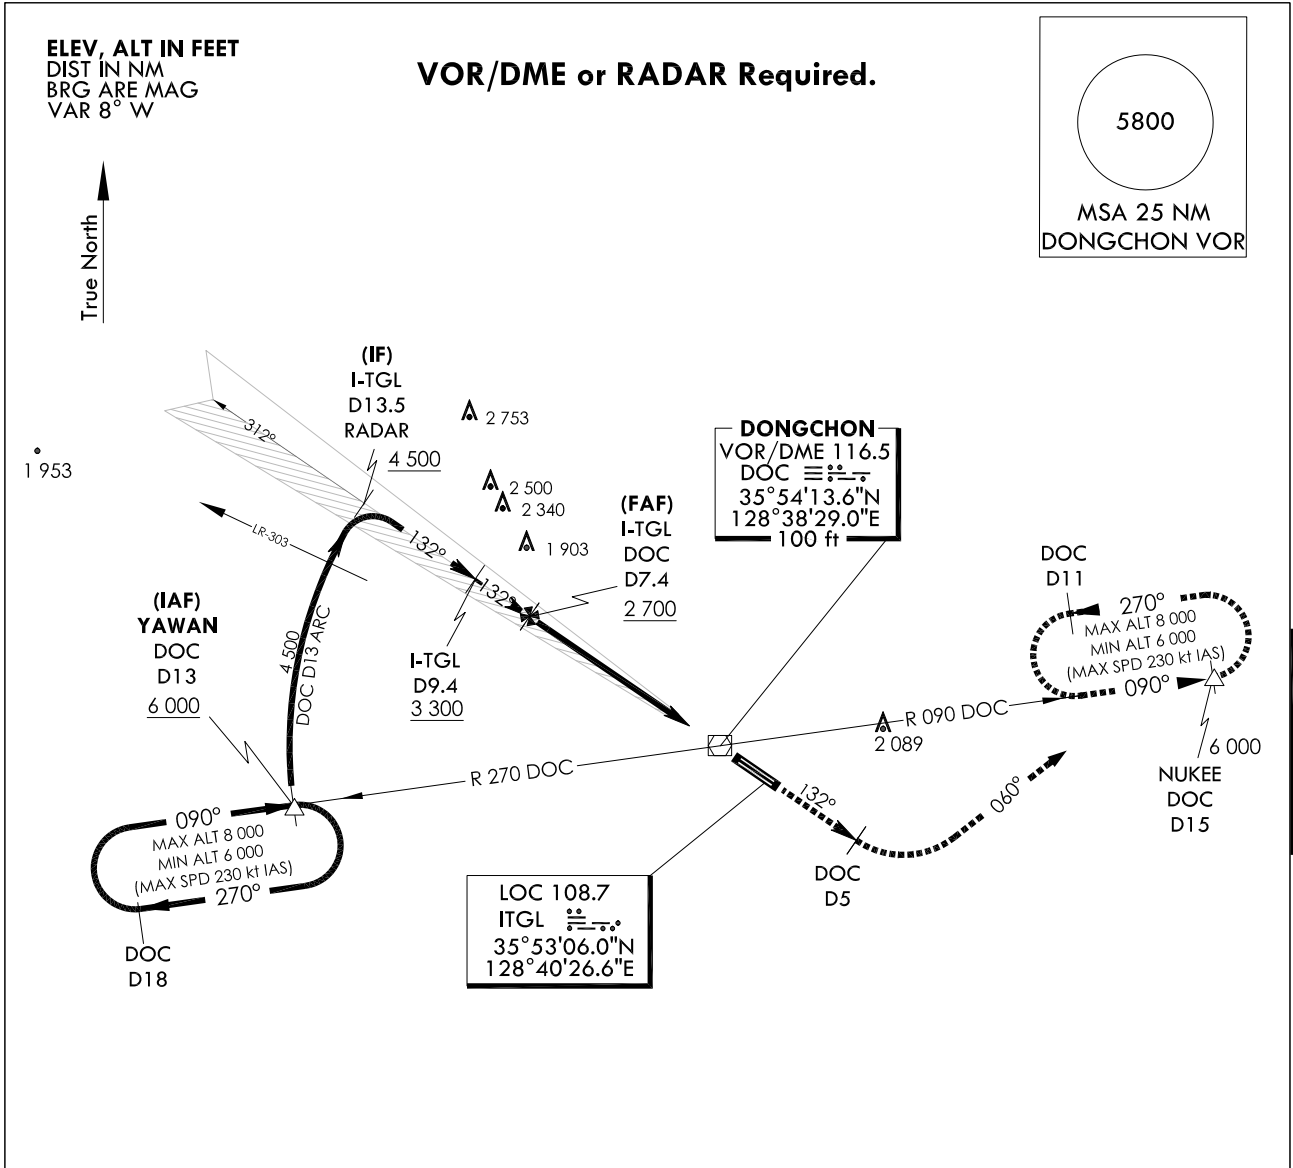 ELEV, ALT IN FEET
DIST IN NM
BRG ARE MAG
VAR 8° W
VOR/DME or RADAR Required.
5800
MSA 25 NM
DONGCHON VOR
True North
(IF)
I-TGL
D13.5
RADAR
4 500
312°
1 953
2 753
2 500
2 340
1 903
(FAF)
I-TGL
DOC
D7.4
2 700
DONGCHON
VOR/DME 116.5
DOC
35°54'13.6"N
128°38'29.0"E
100 ft
LR-303
132°
132°
(IAF)
YAWAN
DOC
D13
6 000
4 500
DOC D13 ARC
I-TGL
D9.4
3 300
DOC
D11
270°
MAX ALT 8 000
MIN ALT 6 000
(MAX SPD 230 kt IAS)
090°
R 090 DOC
2 089
6 000
NUKEE
DOC
D15
R 270 DOC
090°
MAX ALT 8 000
MIN ALT 6 000
(MAX SPD 230 kt IAS)
270°
DOC
D18
132°
060°
DOC
D5
LOC 108.7
ITGL
35°53'06.0"N
128°40'26.6"E